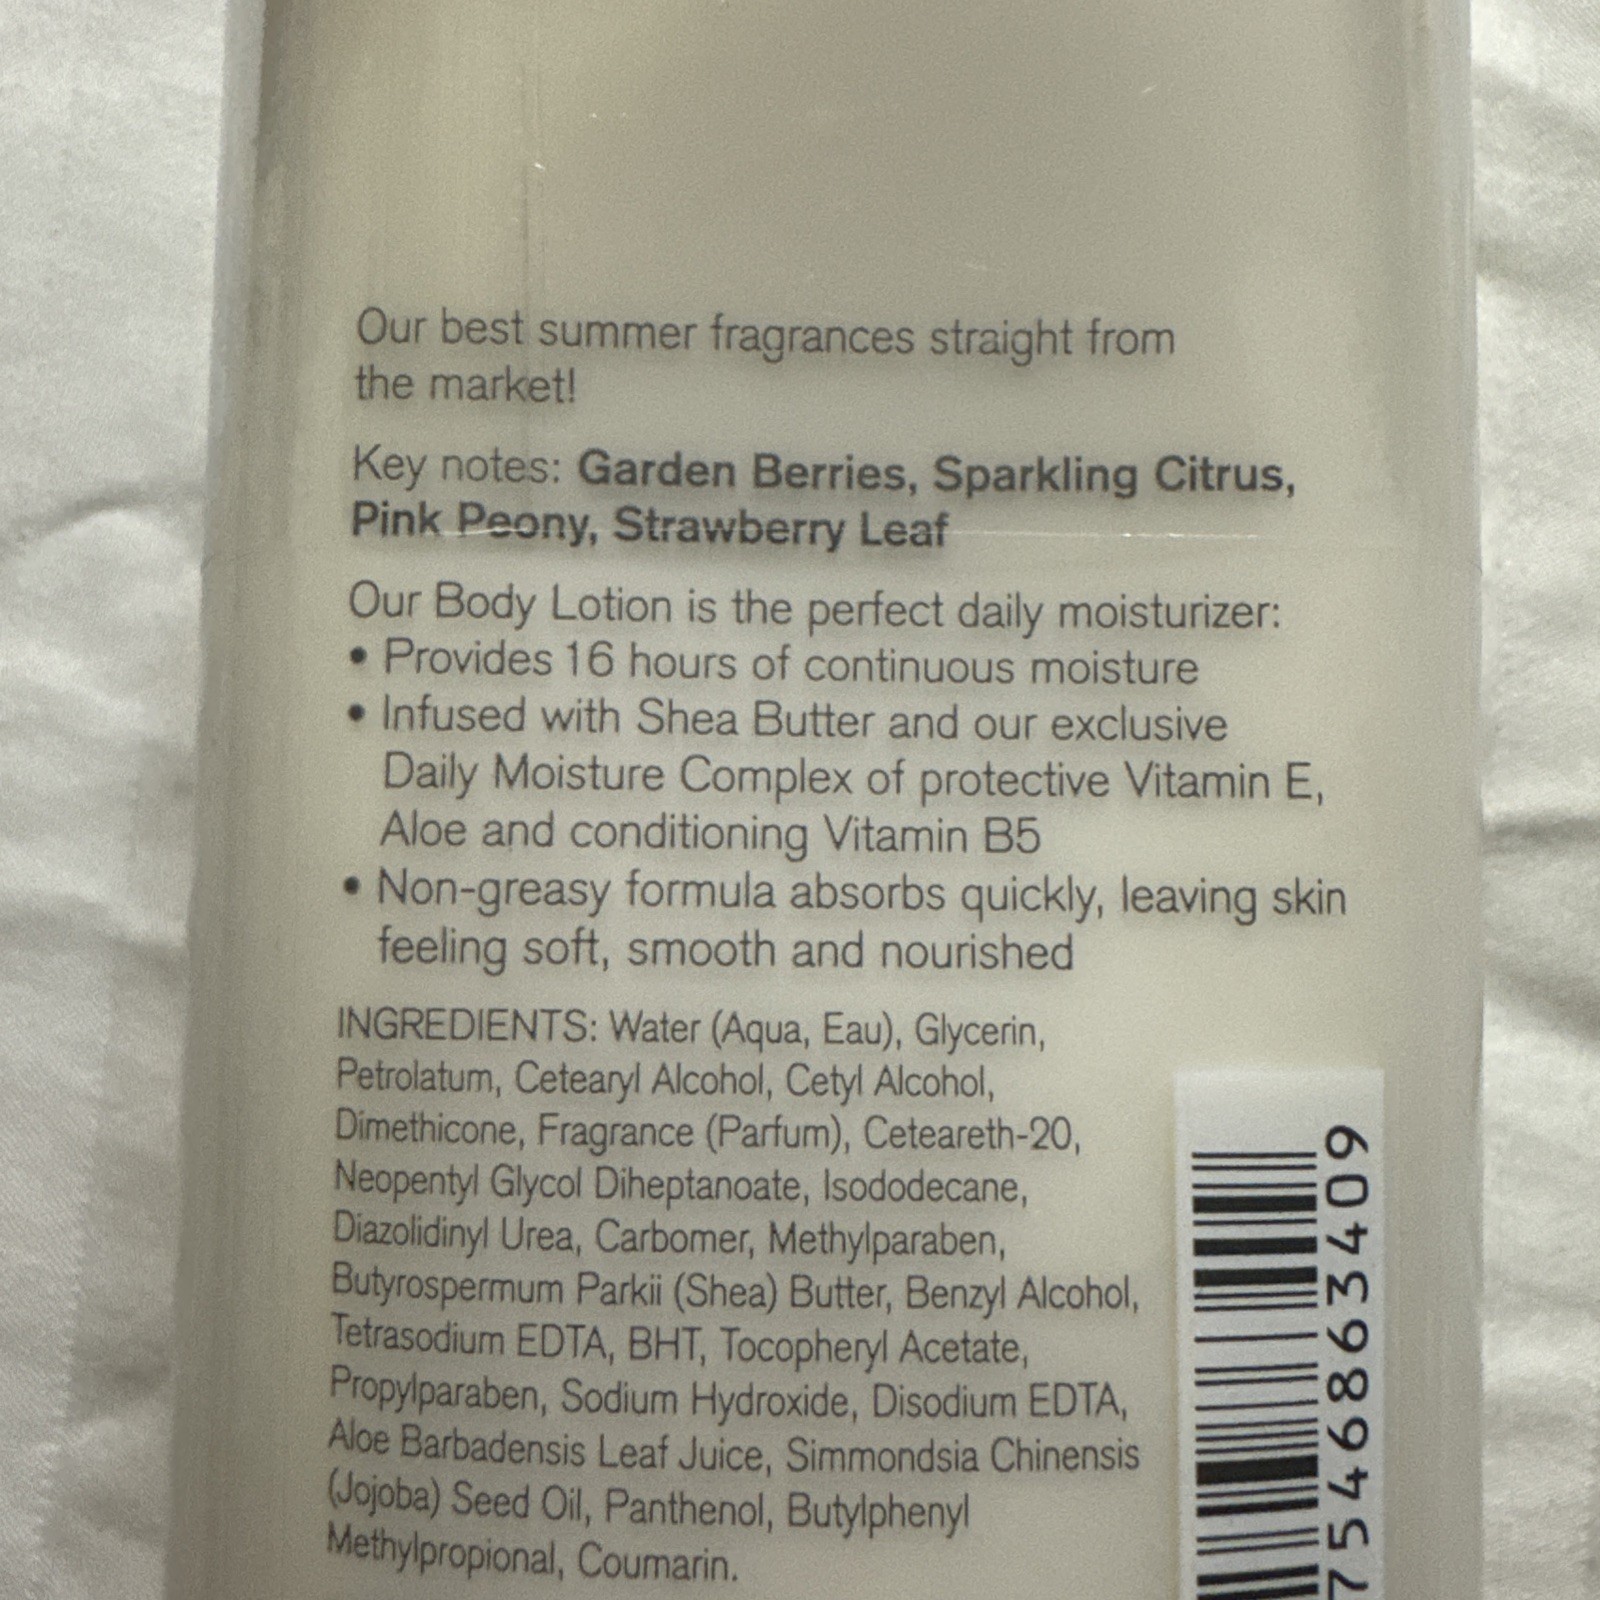 Our best summer fragrances straight from
the market!
Key notes: Garden Berries, Sparkling Citrus,
Pink Peony, Strawberry Leaf
Our Body Lotion is the perfect daily moisturizer:
• Provides 16 hours of continuous moisture
• Infused with Shea Butter and our exclusive
Daily Moisture Complex of protective Vitamin E,
Aloe and conditioning Vitamin B5
• Non-greasy formula absorbs quickly, leaving skin
feeling soft, smooth and nourished
INGREDIENTS: Water (Aqua, Eau), Glycerin,
Petrolatum, Cetearyl Alcohol, Cetyl Alcohol,
Dimethicone, Fragrance (Parfum), Ceteareth-20,
Neopentyl Glycol Diheptanoate, Isododecane,
Diazolidinyl Urea, Carbomer, Methylparaben,
Butyrospermum Parkii (Shea) Butter, Benzyl Alcohol,
Tetrasodium EDTA, BHT, Tocopheryl Acetate,
Propylparaben, Sodium Hydroxide, Disodium EDTA,
Aloe Barbadensis Leaf Juice, Simmondsia Chinensis
(Jojoba) Seed Oil, Panthenol, Butylphenyl
Methylpropional, Coumarin.
7546863409